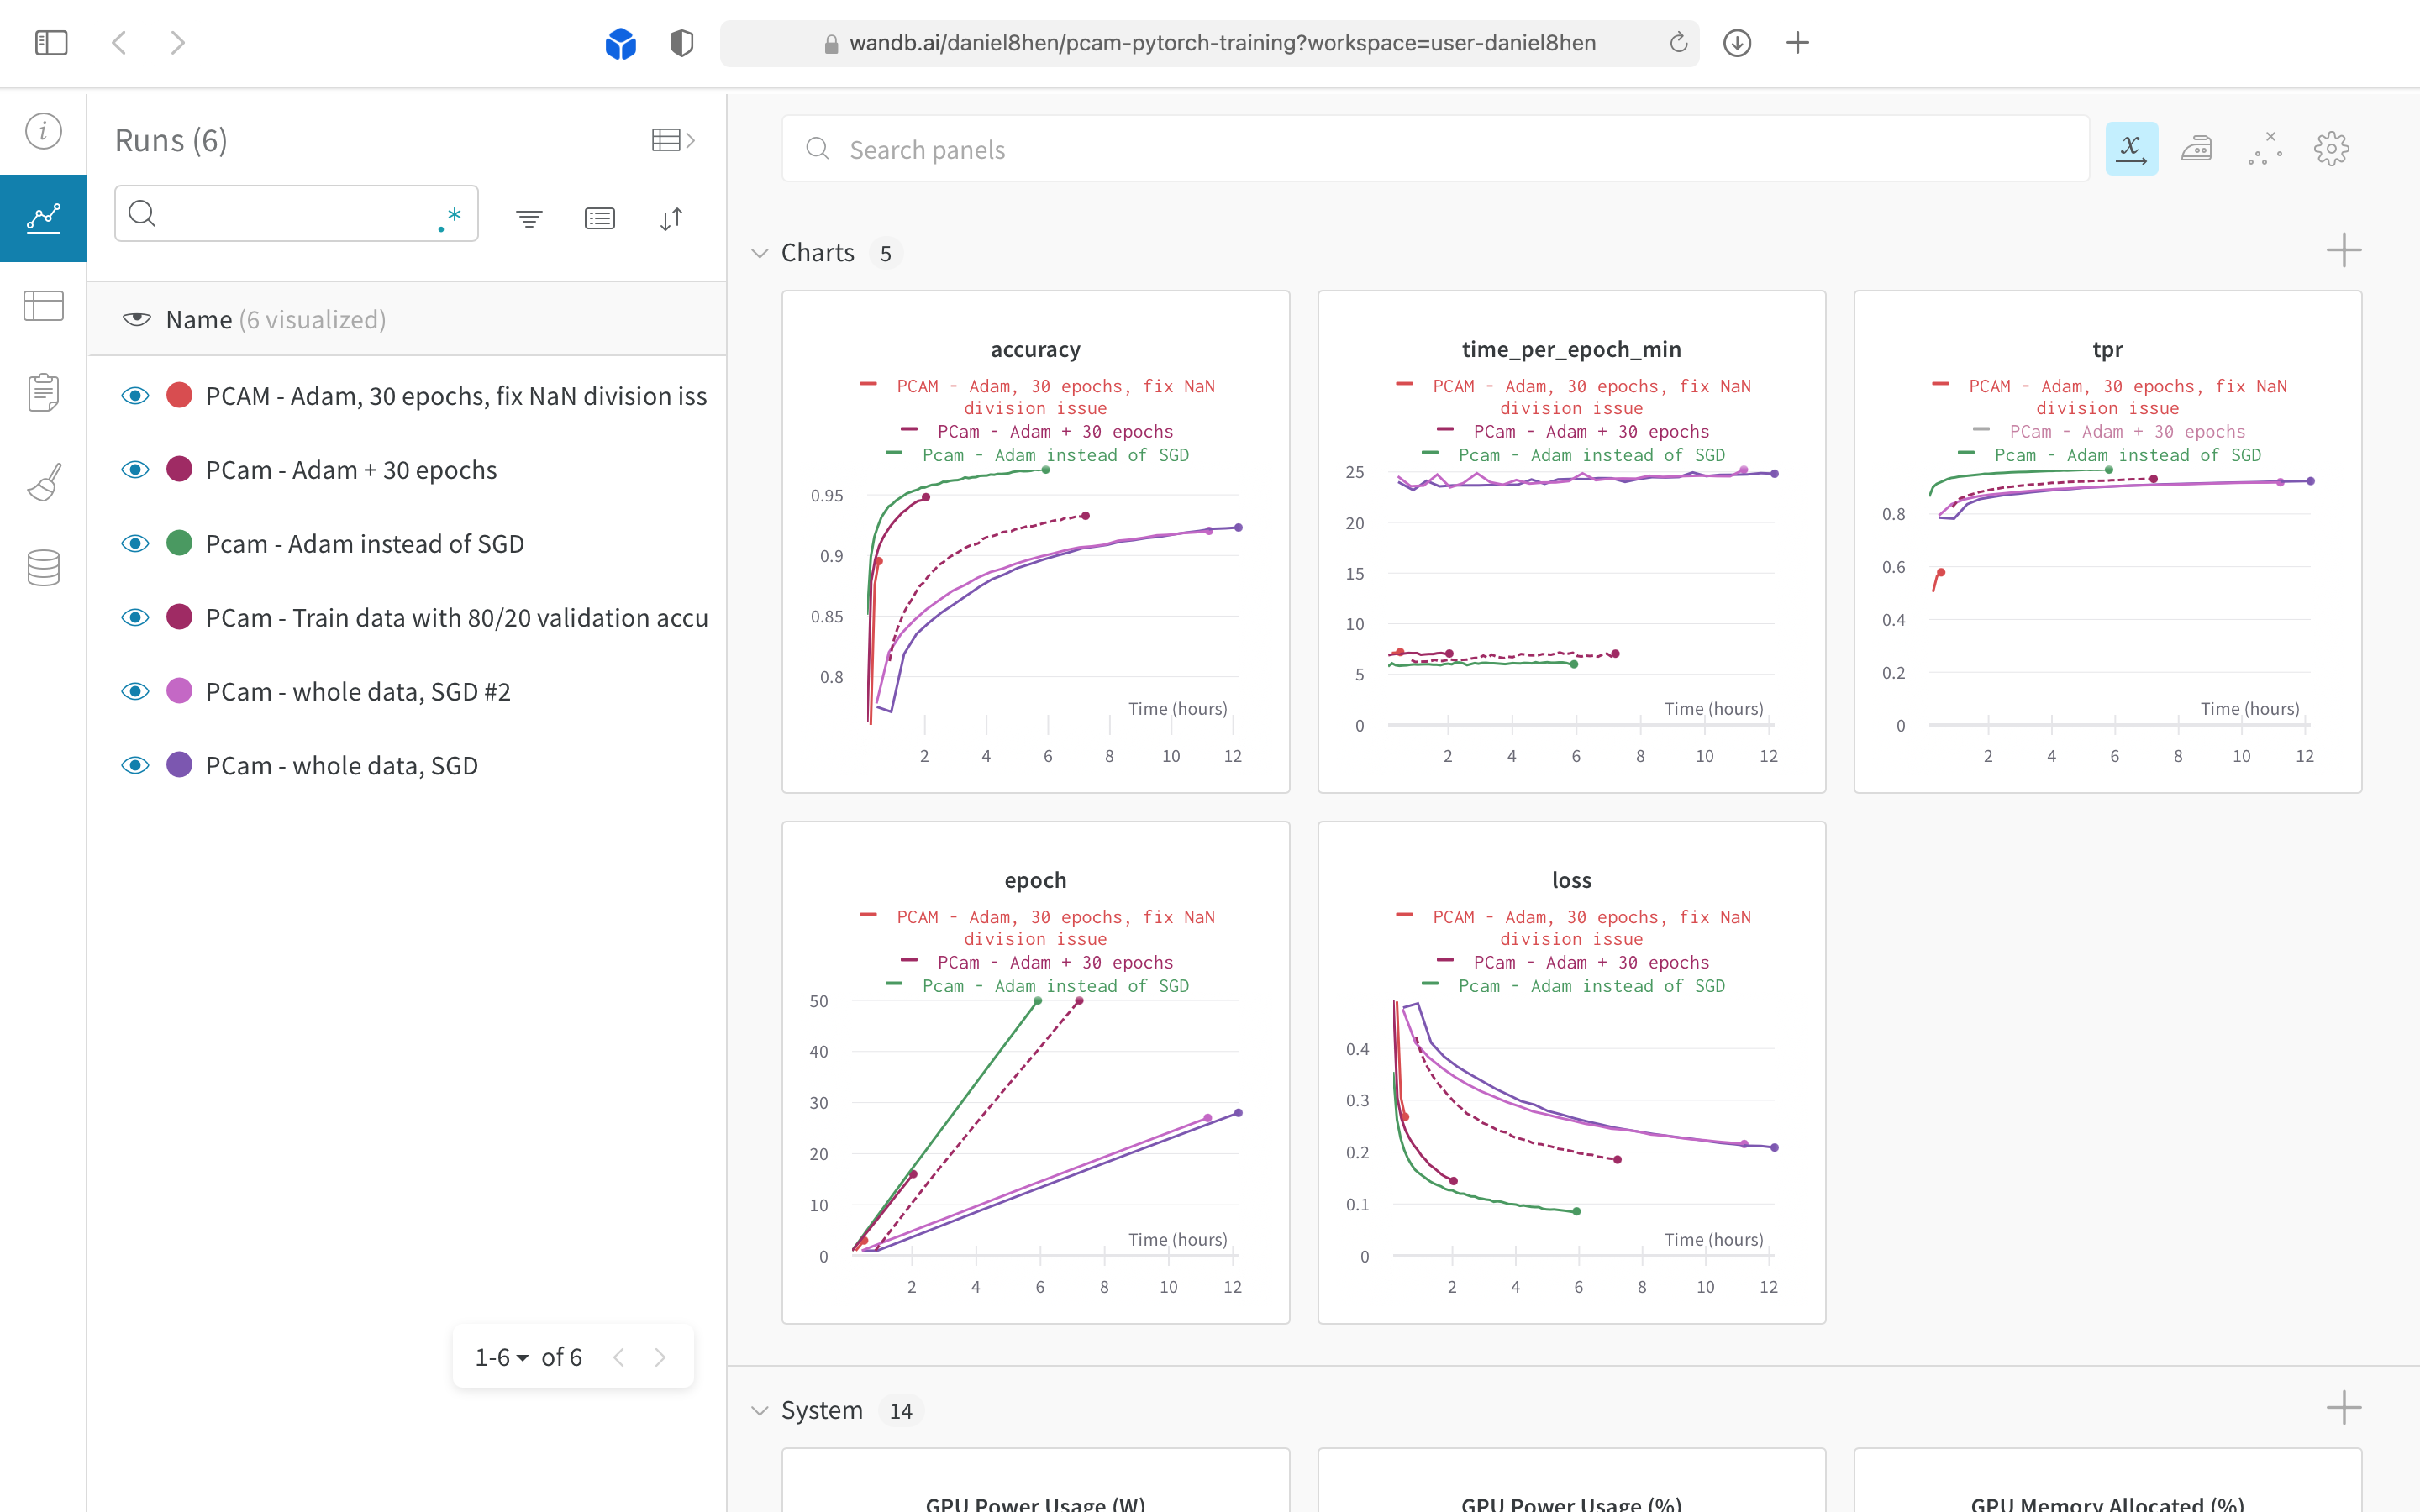 wandb.ai/daniel8hen/pcam-pytorch-training?workspace=user-daniel8hen
Runs (6)
.*
Name (6 visualized)
PCAM - Adam, 30 epochs, fix NaN division iss
PCam - Adam + 30 epochs
Pcam - Adam instead of SGD
PCam - Train data with 80/20 validation accu
PCam - whole data, SGD #2
PCam - whole data, SGD
1-6 of 6
Search panels
x
Charts 5
accuracy
PCAM - Adam, 30 epochs, fix NaN
division issue
PCam - Adam + 30 epochs
Pcam - Adam instead of SGD
0.95
0.9
0.85
0.8
Time (hours)
2 4 6 8 10 12
time_per_epoch_min
PCAM - Adam, 30 epochs, fix NaN
division issue
PCam - Adam + 30 epochs
Pcam - Adam instead of SGD
25
20
15
10
5
0
Time (hours)
2 4 6 8 10 12
tpr
PCAM - Adam, 30 epochs, fix NaN
division issue
PCam - Adam + 30 epochs
Pcam - Adam instead of SGD
0.8
0.6
0.4
0.2
0
Time (hours)
2 4 6 8 10 12
epoch
PCAM - Adam, 30 epochs, fix NaN
division issue
PCam - Adam + 30 epochs
Pcam - Adam instead of SGD
50
40
30
20
10
0
Time (hours)
2 4 6 8 10 12
loss
PCAM - Adam, 30 epochs, fix NaN
division issue
PCam - Adam + 30 epochs
Pcam - Adam instead of SGD
0.4
0.3
0.2
0.1
0
Time (hours)
2 4 6 8 10 12
System 14
GPU Power Usage (W)
GPU Power Usage (%)
GPU Memory Allocated (%)